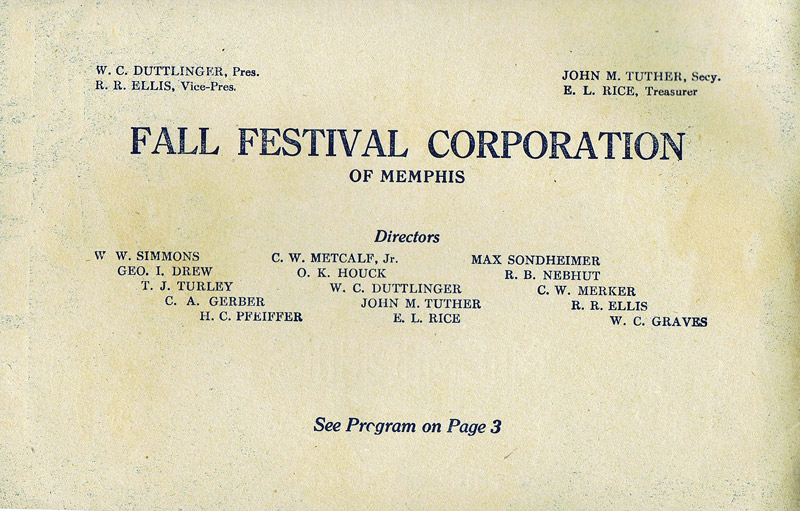 W. C. DUTTLINGER, Pres. JOHN M. TUTHER, Secy.
R. R. ELLIS, Vice-Pres. E. L. RICE, Treasurer
FALL FESTIVAL CORPORATION
OF MEMPHIS
Directors
W W. SIMMONS C. W. METCALF, Jr. MAX SONDHEIMER
GEO. I. DREW O. K. HOUCK R. B. NEBHUT
T. J. TURLEY W. C. DUTTLINGER C. W. MERKER
C. A. GERBER JOHN M. TUTHER R. R. ELLIS
H. C. PFEIFFER E. L. RICE W. C. GRAVES
See Program on Page 3